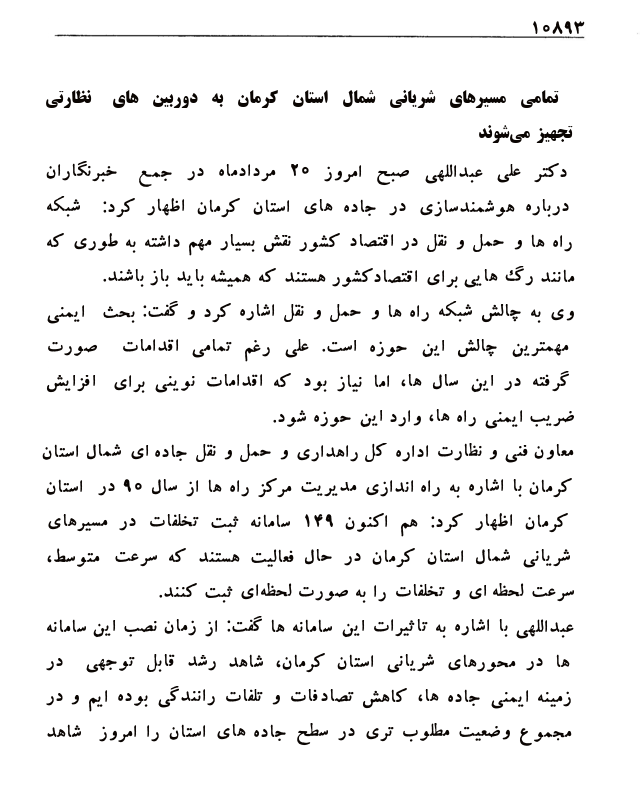 ۱۰۸۹۳
تمامی مسیرهای شریانی شمال استان کرمان به دوربین های نظارتی
تجهیز می‌شوند
دکتر علی عبداللهی صبح امروز ۲۰ مردادماه در جمع خبرنگاران
درباره هوشمندسازی در جاده های استان کرمان اظهار کرد: شبکه
راه ها و حمل و نقل در اقتصاد کشور نقش بسیار مهم داشته به طوری که
مانند رگ هایی برای اقتصادکشور هستند که همیشه باید باز باشند.
وی به چالش شبکه راه ها و حمل و نقل اشاره کرد و گفت: بحث ایمنی
مهمترین چالش این حوزه است. علی رغم تمامی اقدامات صورت
گرفته در این سال ها، اما نیاز بود که اقدامات نوینی برای افزایش
ضریب ایمنی راه ها، وارد این حوزه شود.
معاون فنی و نظارت اداره کل راهداری و حمل و نقل جاده ای شمال استان
کرمان با اشاره به راه اندازی مدیریت مرکز راه ها از سال ۹۰ در استان
کرمان اظهار کرد: هم اکنون ۱۴۹ سامانه ثبت تخلفات در مسیرهای
شریانی شمال استان کرمان در حال فعالیت هستند که سرعت متوسط،
سرعت لحظه ای و تخلفات را به صورت لحظه‌ای ثبت کنند.
عبداللهی با اشاره به تاثیرات این سامانه ها گفت: از زمان نصب این سامانه
ها در محورهای شریانی استان کرمان، شاهد رشد قابل توجهی در
زمینه ایمنی جاده ها، کاهش تصادفات و تلفات رانندگی بوده ایم و در
مجموع وضعیت مطلوب تری در سطح جاده های استان را امروز شاهد